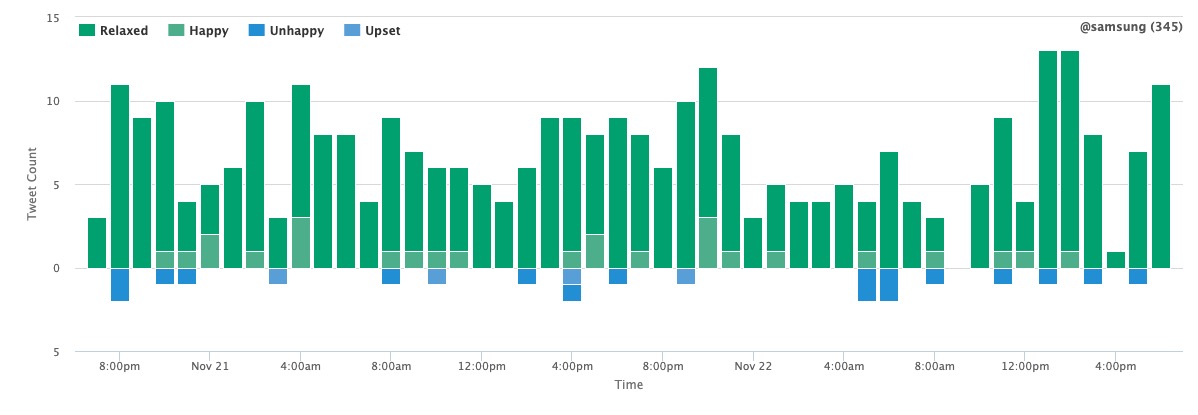 15
Relaxed Happy Unhappy Upset
@samsung (345)
10
5
0
5
Tweet Count
8:00pm Nov 21 4:00am 8:00am 12:00pm 4:00pm 8:00pm Nov 22 4:00am 8:00am 12:00pm 4:00pm
Time